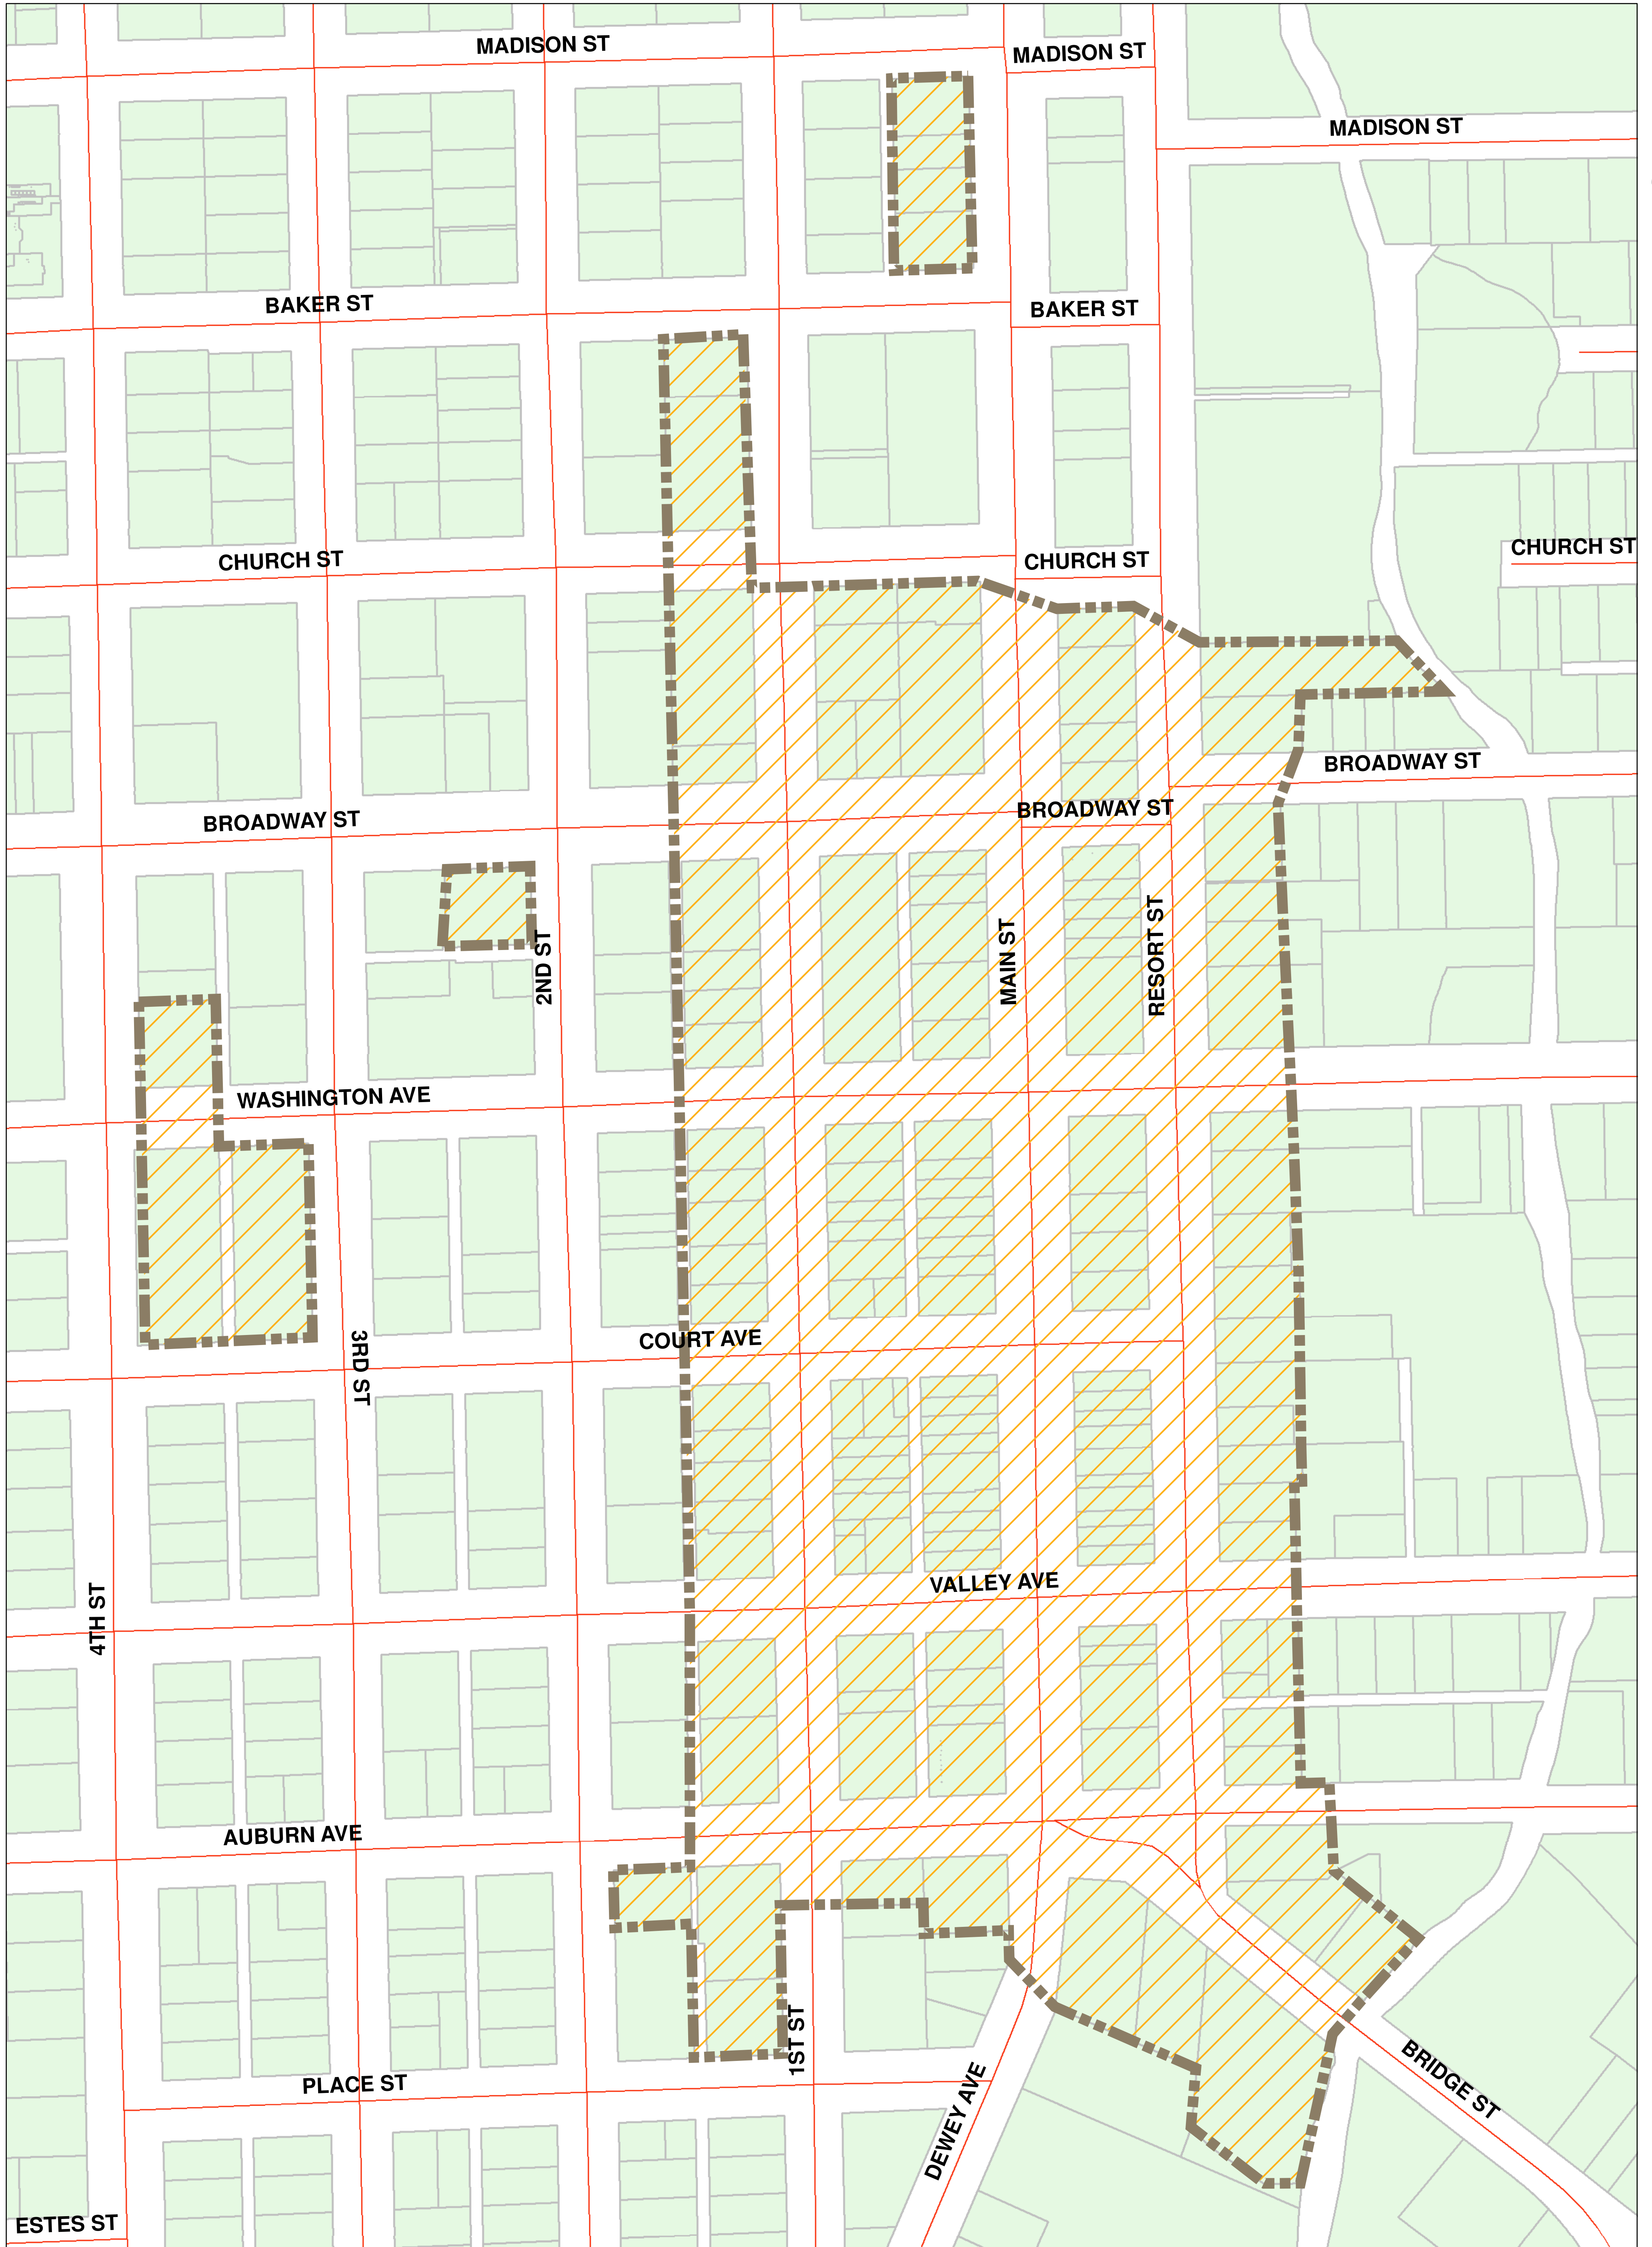 MADISON ST
MADISON ST
MADISON ST
BAKER ST
BAKER ST
CHURCH ST
CHURCH ST
CHURCH ST
BROADWAY ST
BROADWAY ST
BROADWAY ST
2ND ST
MAIN ST
RESORT ST
WASHINGTON AVE
COURT AVE
3RD ST
VALLEY AVE
4TH ST
AUBURN AVE
1ST ST
PLACE ST
DEWEY AVE
BRIDGE ST
ESTES ST